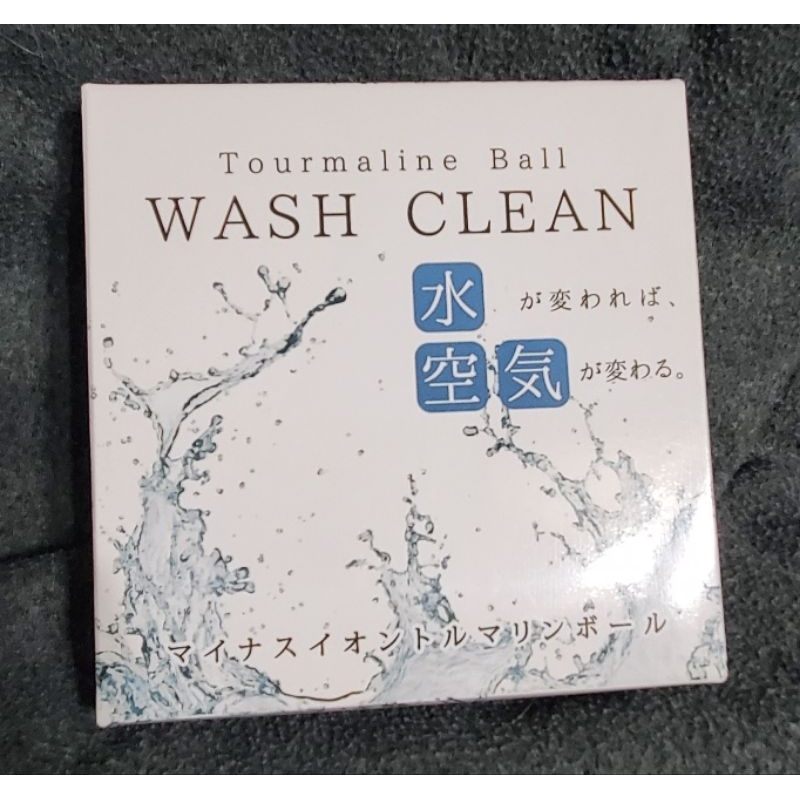 Tourmaline Ball
WASH CLEAN
水が変われば、
空気が変わる。
マイナスイオントルマリンボール